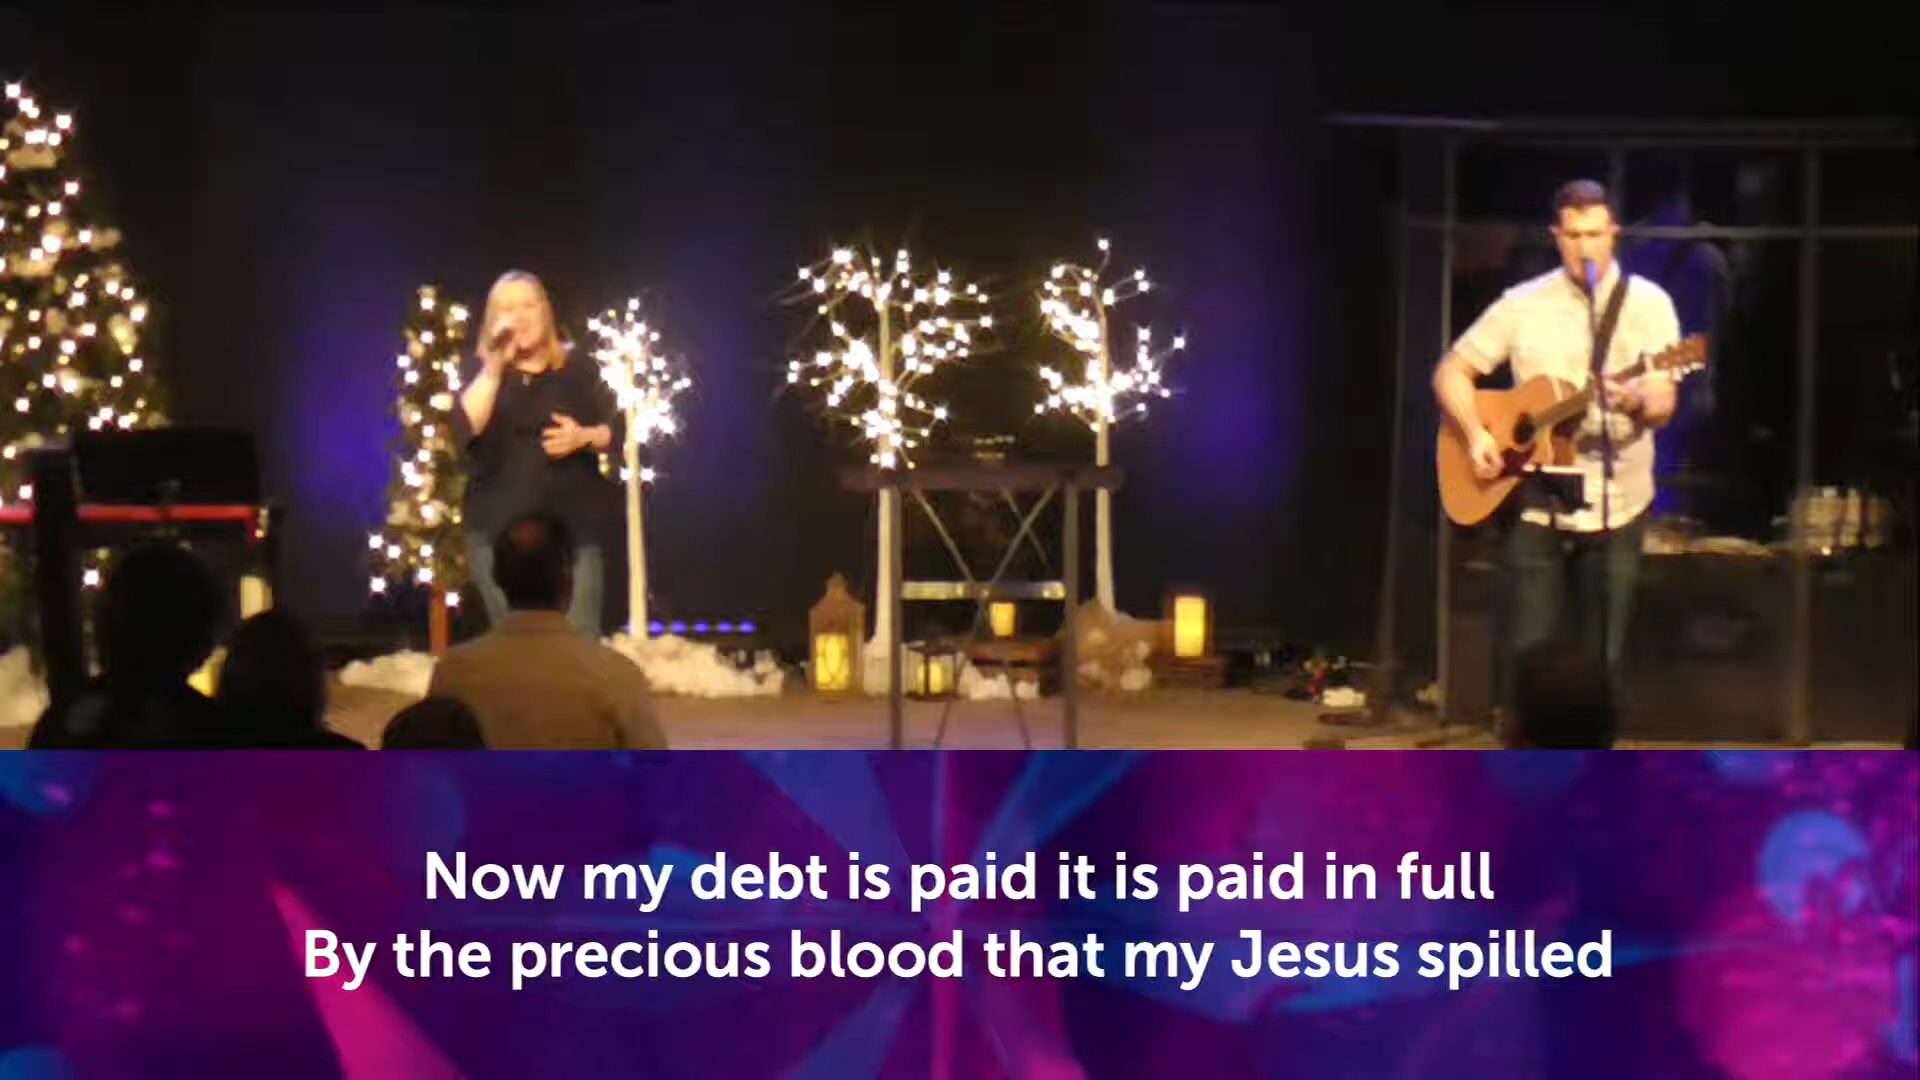 Now my debt is paid it is paid in full
By the precious blood that my Jesus spilled